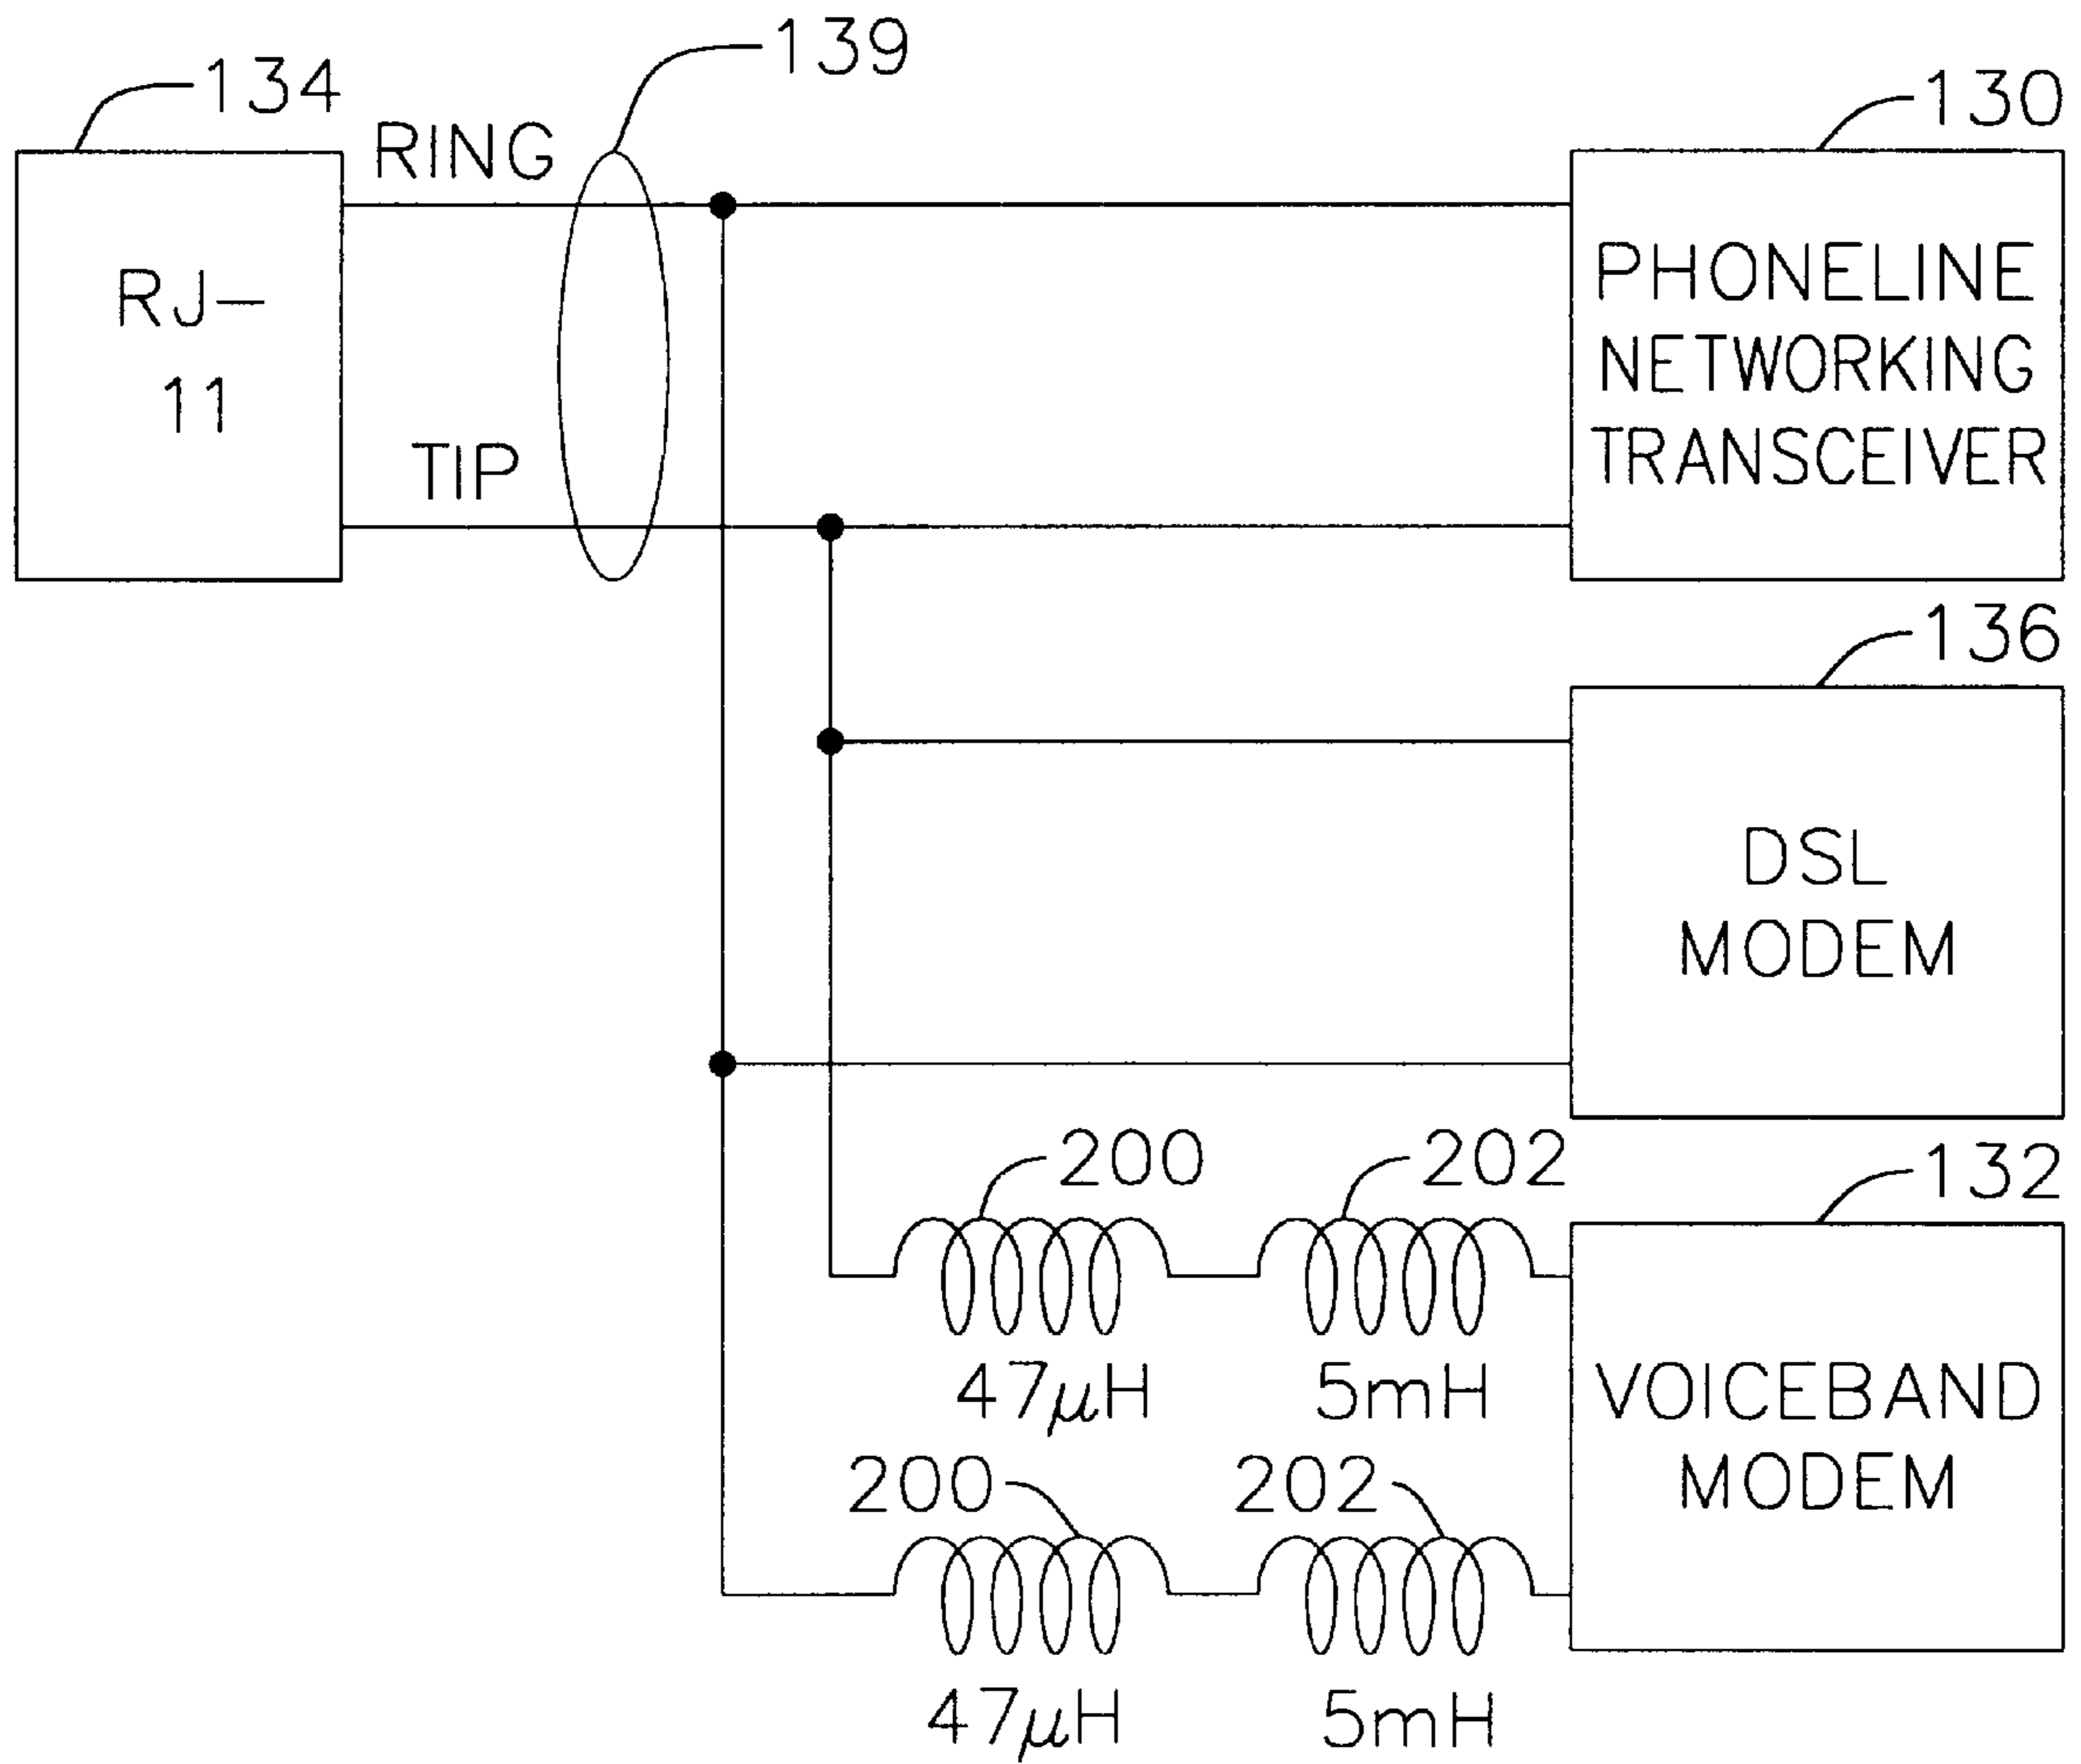 139
134
130
RING
RJ-
11
TIP
PHONELINE
NETWORKING
TRANSCEIVER
136
DSL
MODEM
200
202
132
47μH
5mH
VOICEBAND
MODEM
200
202
47μH
5mH